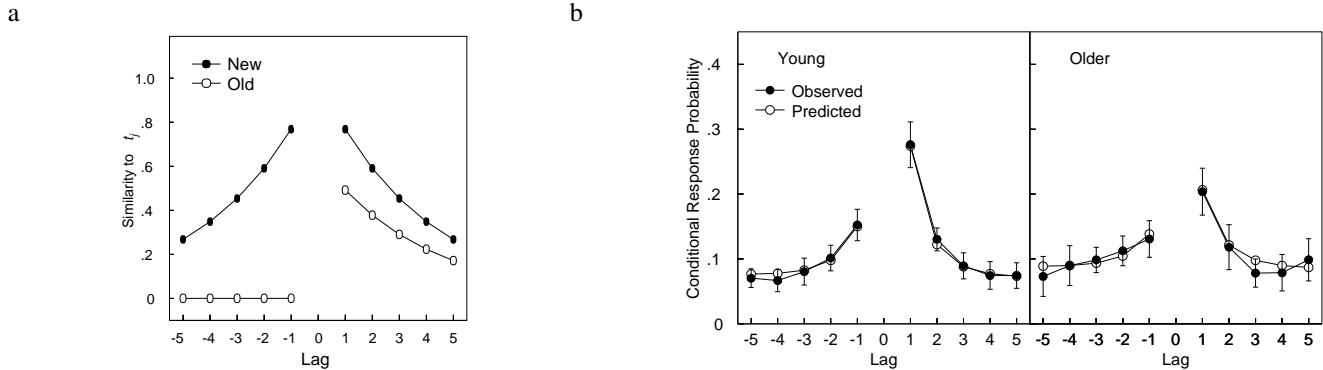 a
b
New
Old
1.0
.8
.6
.4
.2
0
Similarity to tj
-5 -4 -3 -2 -1 0 1 2 3 4 5
Lag
Young
Older
Observed
Predicted
.4
.3
.2
.1
0
Conditional Response Probability
-5 -4 -3 -2 -1 0 1 2 3 4 5
-5 -4 -3 -2 -1 0 1 2 3 4 5
Lag
Lag